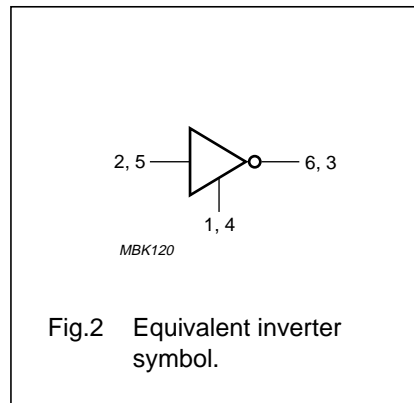 2, 5
6, 3
1, 4
MBK120
Fig.2 Equivalent inverter
symbol.